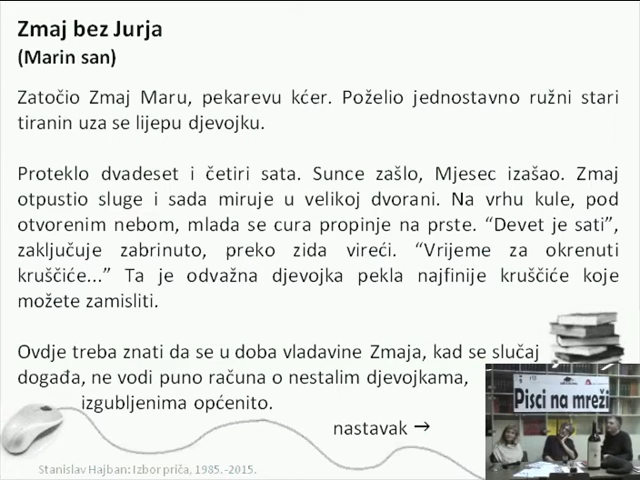 Zmaj bez Jurja
(Marin san)
Zatočio Zmaj Maru, pekarevu kćer. Poželio jednostavno ružni stari
tiranin uza se lijepu djevojku.
Proteklo dvadeset i četiri sata. Sunce zašlo, Mjesec izašao. Zmaj
otpustio sluge i sada miruje u velikoj dvorani. Na vrhu kule, pod
otvorenim nebom, mlada se cura propinje na prste. “Devet je sati”,
zaključuje zabrinuto, preko zida vireći. “Vrijeme za okrenuti
kruščiće...” Ta je odvažna djevojka pekla najfinije kruščiće koje
možete zamisliti.
Ovdje treba znati da se u doba vladavine Zmaja, kad se slučaj
događa, ne vodi puno računa o nestalim djevojkama,
izgubljenima općenito.
nastavak →
Stanislav Hajban: Izbor priča, 1985.-2015.
Pisci na mreži